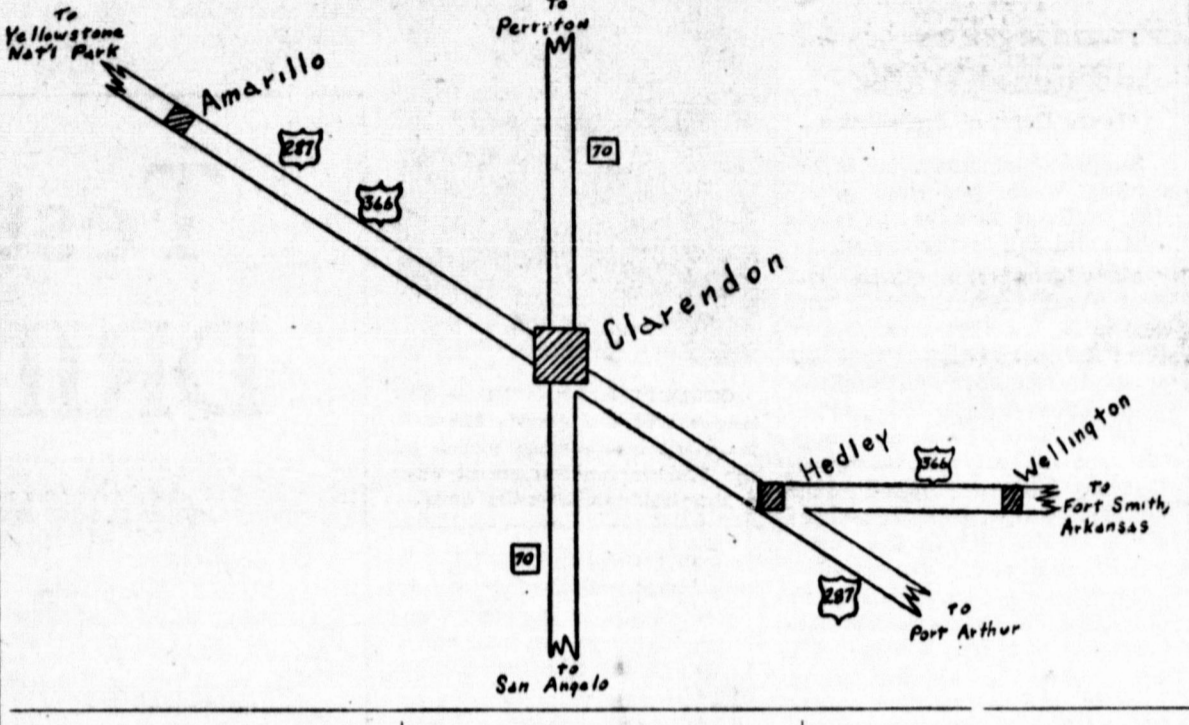 To
Yellowstone
Nat'l Park
To
Perryton
Amarillo
287
70
366
Clarendon
Hedley
366
Wellington
To
Fort Smith,
Arkansas
70
287
To
Port Arthur
To
San Angelo